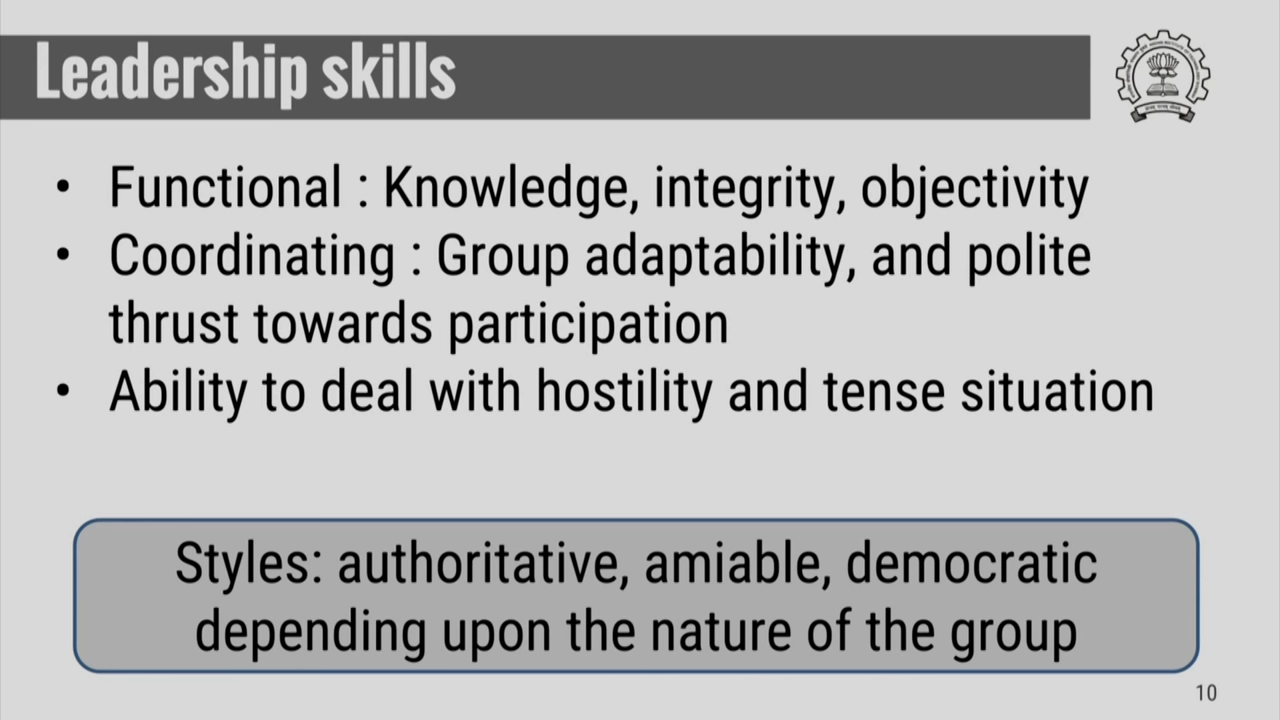 Leadership skills
• Functional : Knowledge, integrity, objectivity
• Coordinating : Group adaptability, and polite
thrust towards participation
• Ability to deal with hostility and tense situation
Styles: authoritative, amiable, democratic
depending upon the nature of the group
10